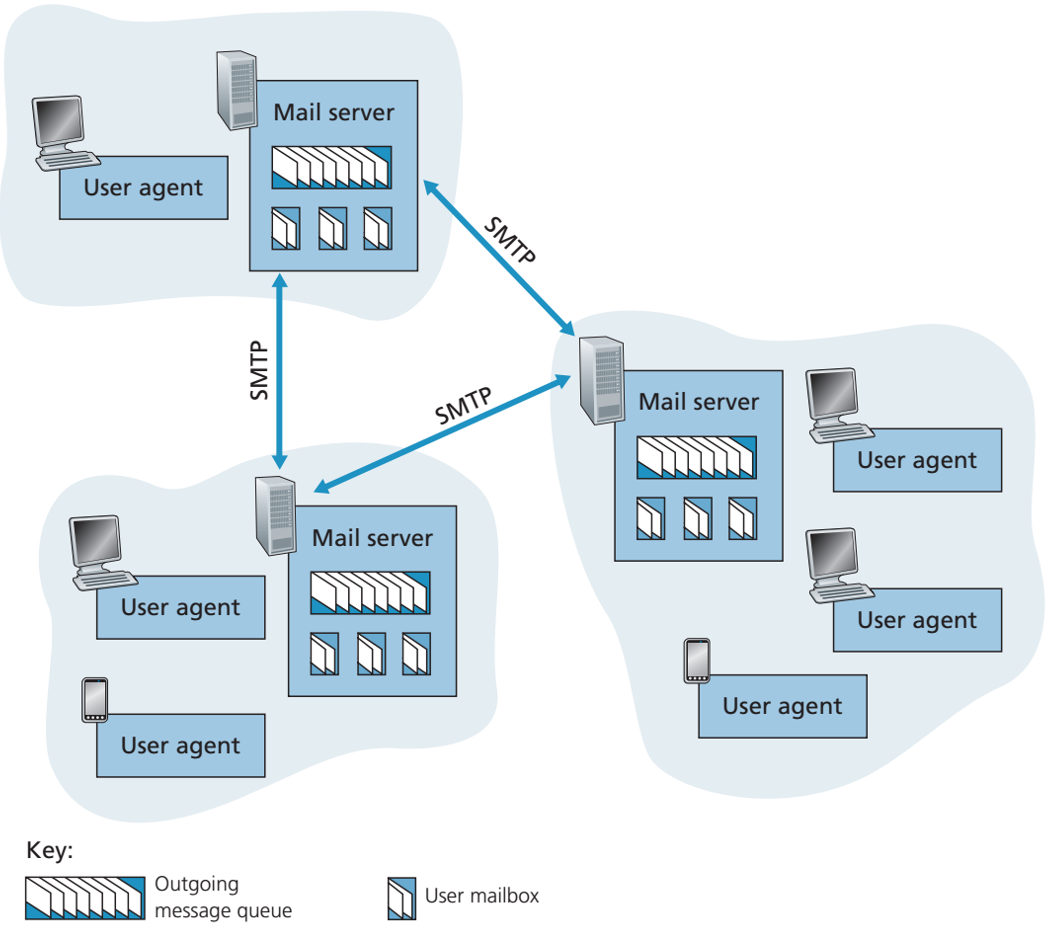 Mail server
User agent
SMTP
SMTP
SMTP
Mail server
User agent
User agent
User agent
Mail server
User agent
User agent
Key:
Outgoing
message queue
User mailbox